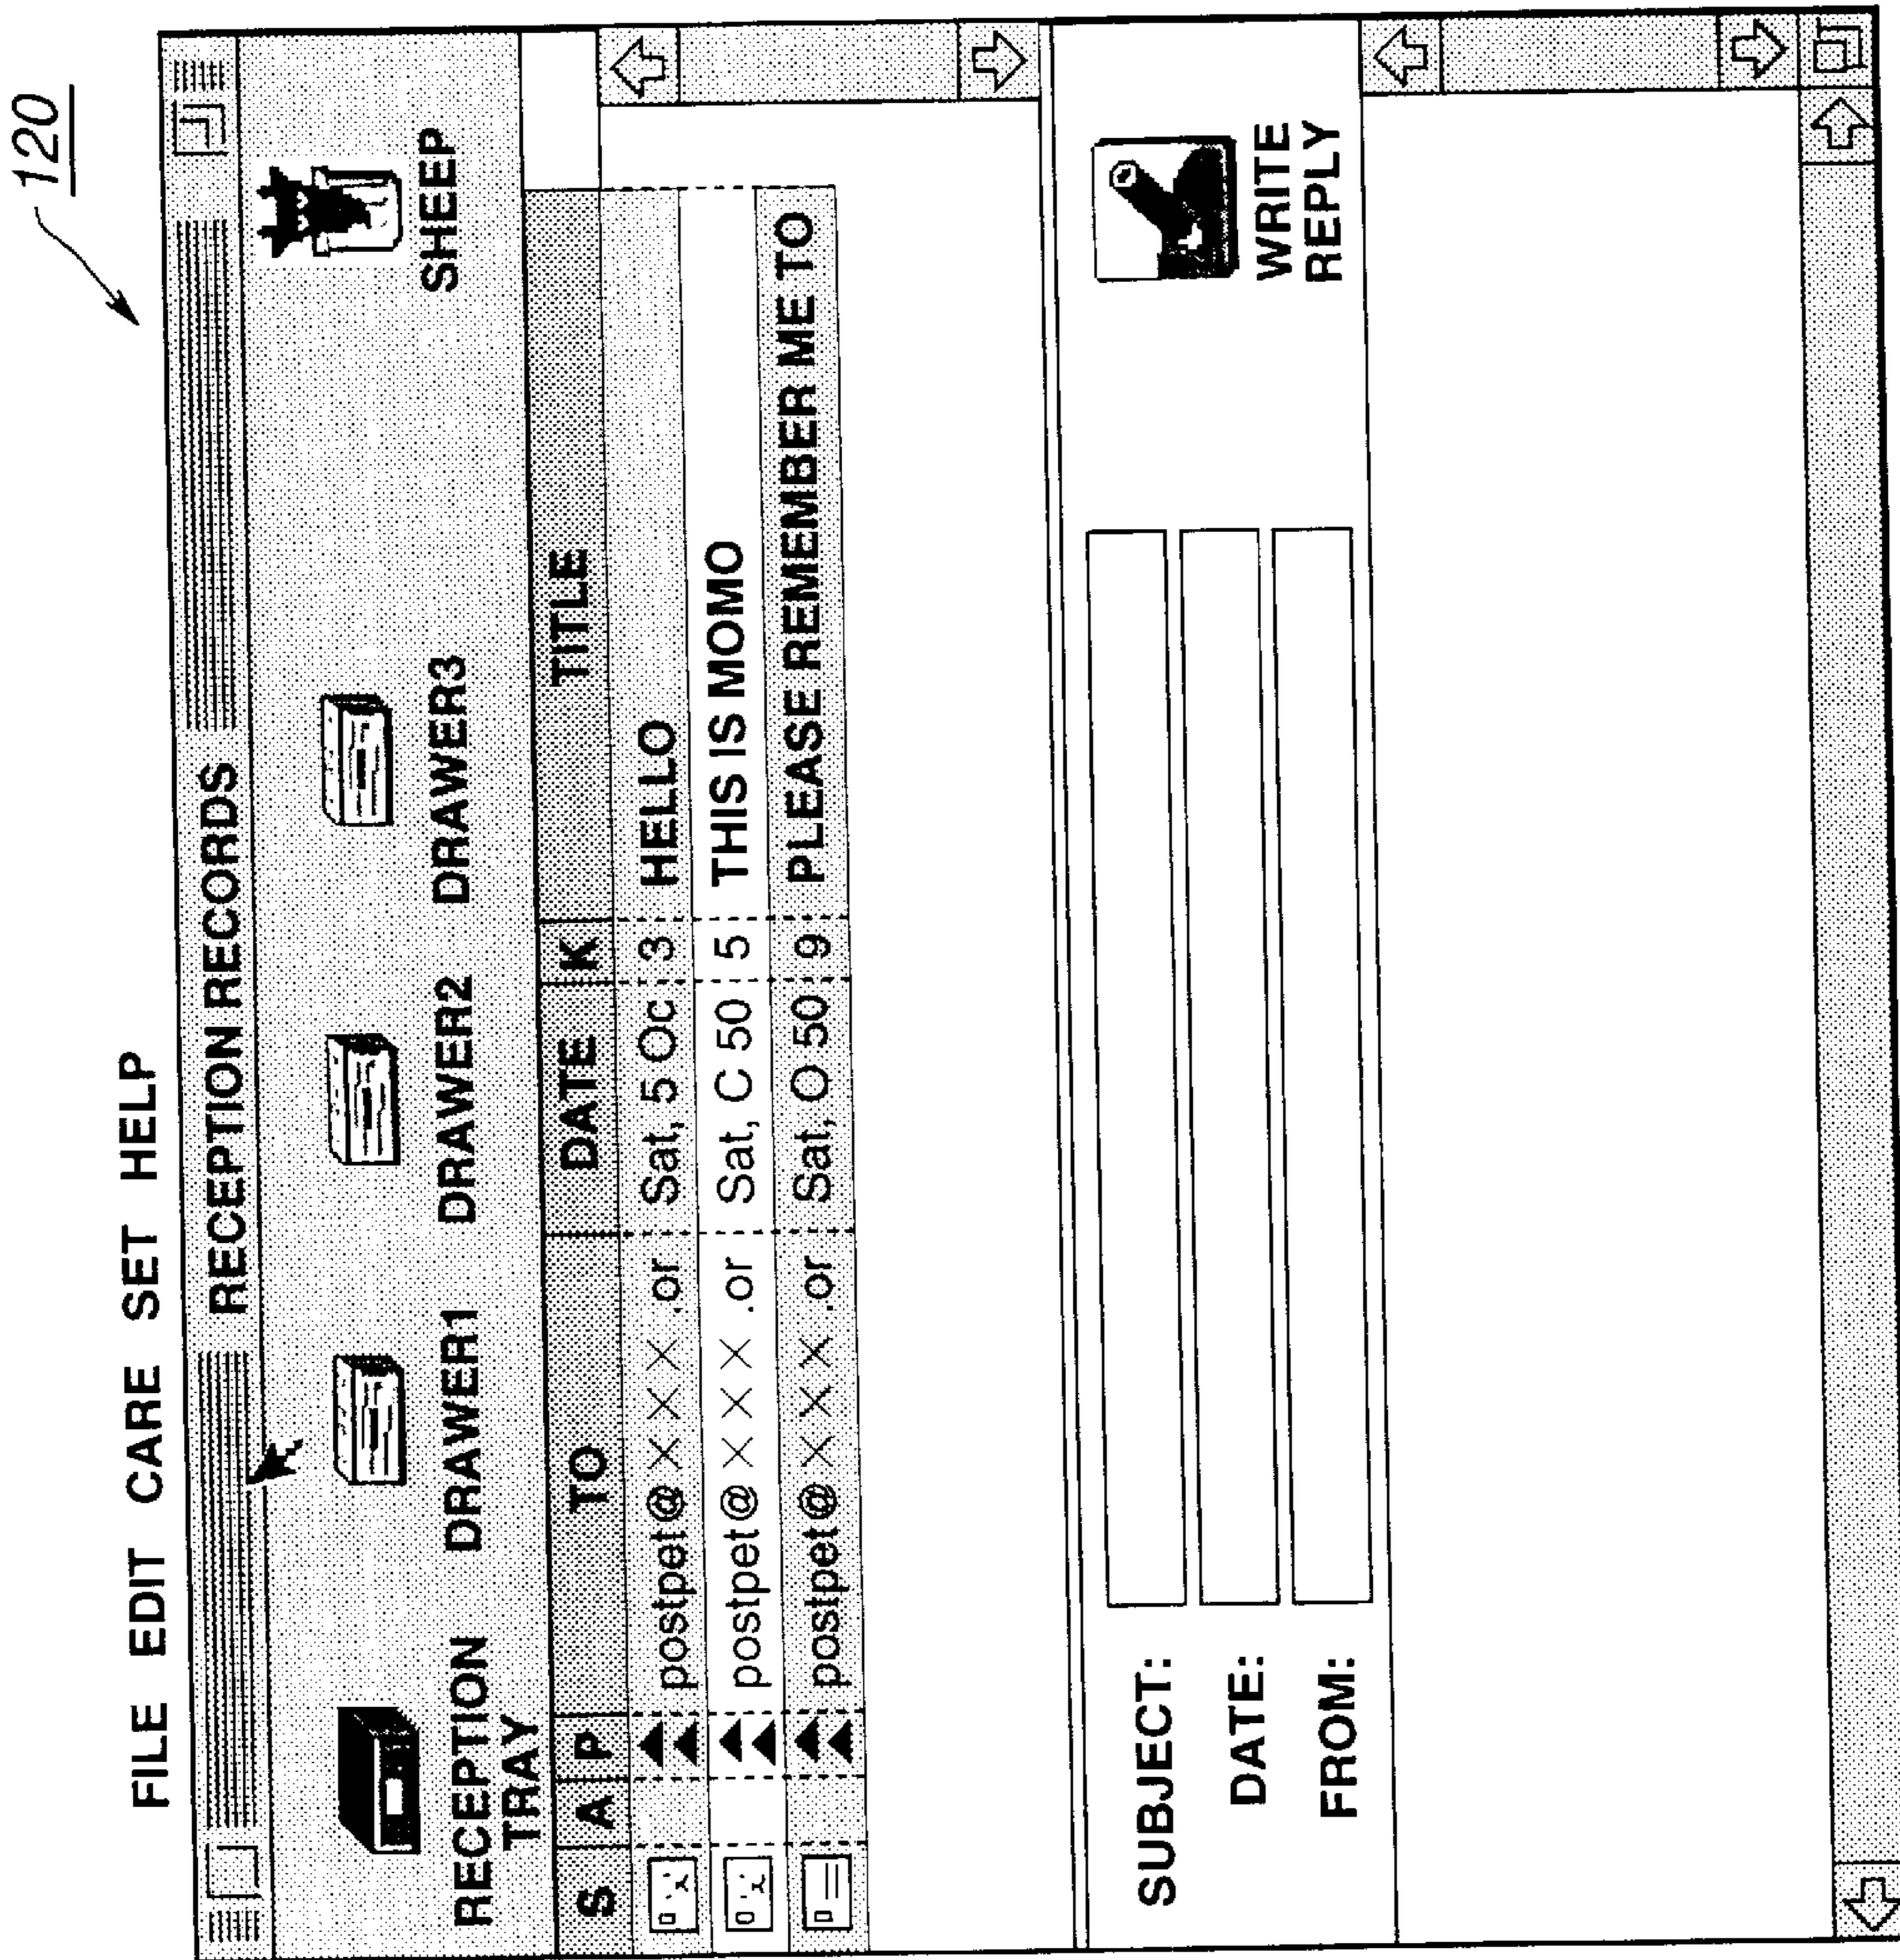 120
FILE EDIT CARE SET HELP
RECEPTION RECORDS
RECEPTION TRAY DRAWER1 DRAWER2 DRAWER3 SHEEP
S A P TO DATE K TITLE
postpet@××× .or Sat, 5 Oc 3 HELLO
postpet@××× .or Sat, C 50 5 THIS IS MOMO
postpet@××× .or Sat, O 50 9 PLEASE REMEMBER ME TO
SUBJECT:
DATE:
FROM:
WRITE
REPLY